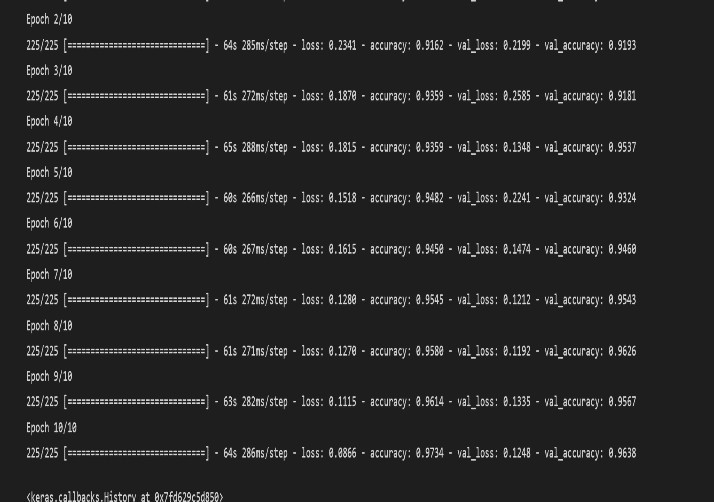 Epoch 2/10
225/225 [==============================] - 64s 285ms/step - loss: 0.2341 - accuracy: 0.9162 - val_loss: 0.2199 - val_accuracy: 0.9193
Epoch 3/10
225/225 [==============================] - 61s 272ms/step - loss: 0.1870 - accuracy: 0.9359 - val_loss: 0.2585 - val_accuracy: 0.9181
Epoch 4/10
225/225 [==============================] - 65s 288ms/step - loss: 0.1815 - accuracy: 0.9359 - val_loss: 0.1348 - val_accuracy: 0.9537
Epoch 5/10
225/225 [==============================] - 60s 266ms/step - loss: 0.1518 - accuracy: 0.9482 - val_loss: 0.2241 - val_accuracy: 0.9324
Epoch 6/10
225/225 [==============================] - 60s 267ms/step - loss: 0.1615 - accuracy: 0.9450 - val_loss: 0.1474 - val_accuracy: 0.9460
Epoch 7/10
225/225 [==============================] - 61s 272ms/step - loss: 0.1280 - accuracy: 0.9545 - val_loss: 0.1212 - val_accuracy: 0.9543
Epoch 8/10
225/225 [==============================] - 61s 271ms/step - loss: 0.1270 - accuracy: 0.9580 - val_loss: 0.1192 - val_accuracy: 0.9626
Epoch 9/10
225/225 [==============================] - 63s 282ms/step - loss: 0.1115 - accuracy: 0.9614 - val_loss: 0.1335 - val_accuracy: 0.9567
Epoch 10/10
225/225 [==============================] - 64s 286ms/step - loss: 0.0866 - accuracy: 0.9734 - val_loss: 0.1248 - val_accuracy: 0.9638
<keras.callbacks.History at 0x7fd629c5d850>